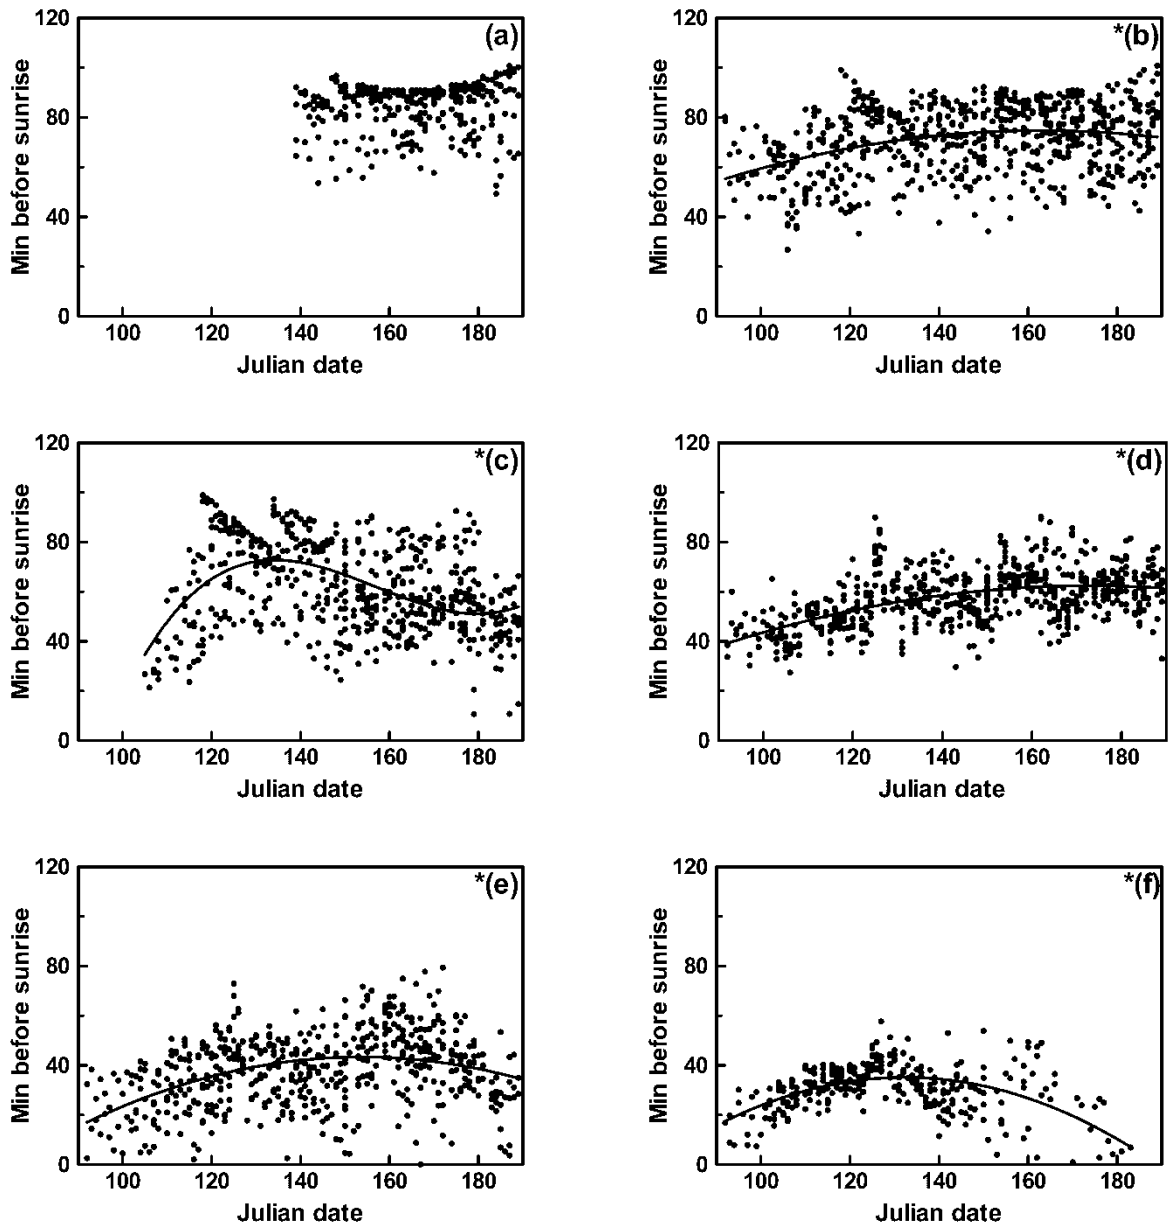 120 (a) 120 *(b)
80 80
40 40
0 0
100 120 140 160 180 100 120 140 160 180
Julian date Julian date
Min before sunrise Min before sunrise
120 *(c) 120 *(d)
80 80
40 40
0 0
100 120 140 160 180 100 120 140 160 180
Julian date Julian date
Min before sunrise Min before sunrise
120 *(e) 120 *(f)
80 80
40 40
0 0
100 120 140 160 180 100 120 140 160 180
Julian date Julian date
Min before sunrise Min before sunrise